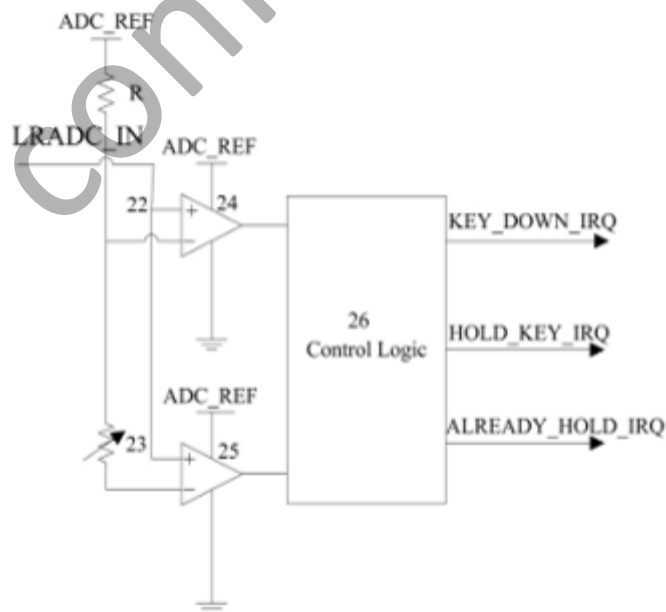 ADC_REF
R
LRADC_IN
ADC_REF
22
24
KEY_DOWN_IRQ
26
Control Logic
HOLD_KEY_IRQ
ADC_REF
ALREADY_HOLD_IRQ
23
25